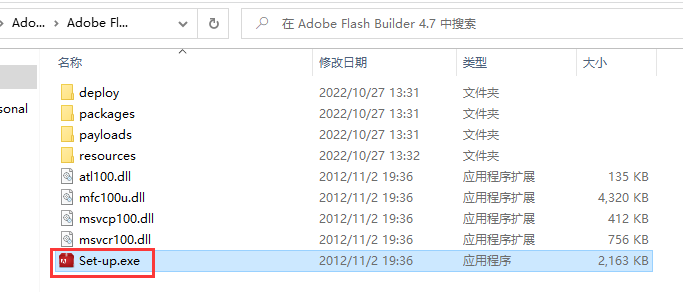 Ado... Adobe Fl... 在 Adobe Flash Builder 4.7 中搜索
名称 修改日期 类型 大小
deploy 2022/10/27 13:31 文件夹
sonal packages 2022/10/27 13:31 文件夹
payloads 2022/10/27 13:31 文件夹
resources 2022/10/27 13:32 文件夹
atl100.dll 2012/11/2 19:36 应用程序扩展 135 KB
mfc100u.dll 2012/11/2 19:36 应用程序扩展 4,320 KB
msvcp100.dll 2012/11/2 19:36 应用程序扩展 412 KB
msvcr100.dll 2012/11/2 19:36 应用程序扩展 756 KB
Set-up.exe 2012/11/2 19:36 应用程序 2,163 KB